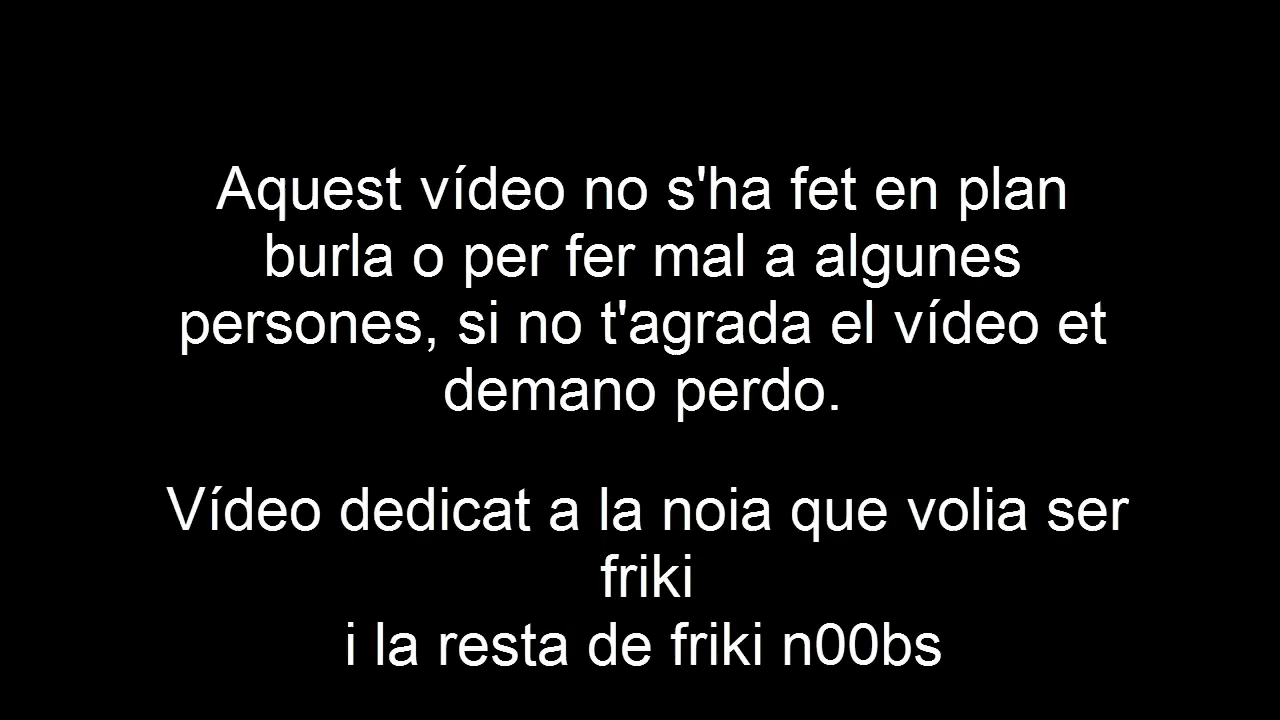 Aquest vídeo no s'ha fet en plan
burla o per fer mal a algunes
persones, si no t'agrada el vídeo et
demano perdo.
Vídeo dedicat a la noia que volia ser
friki
i la resta de friki n00bs